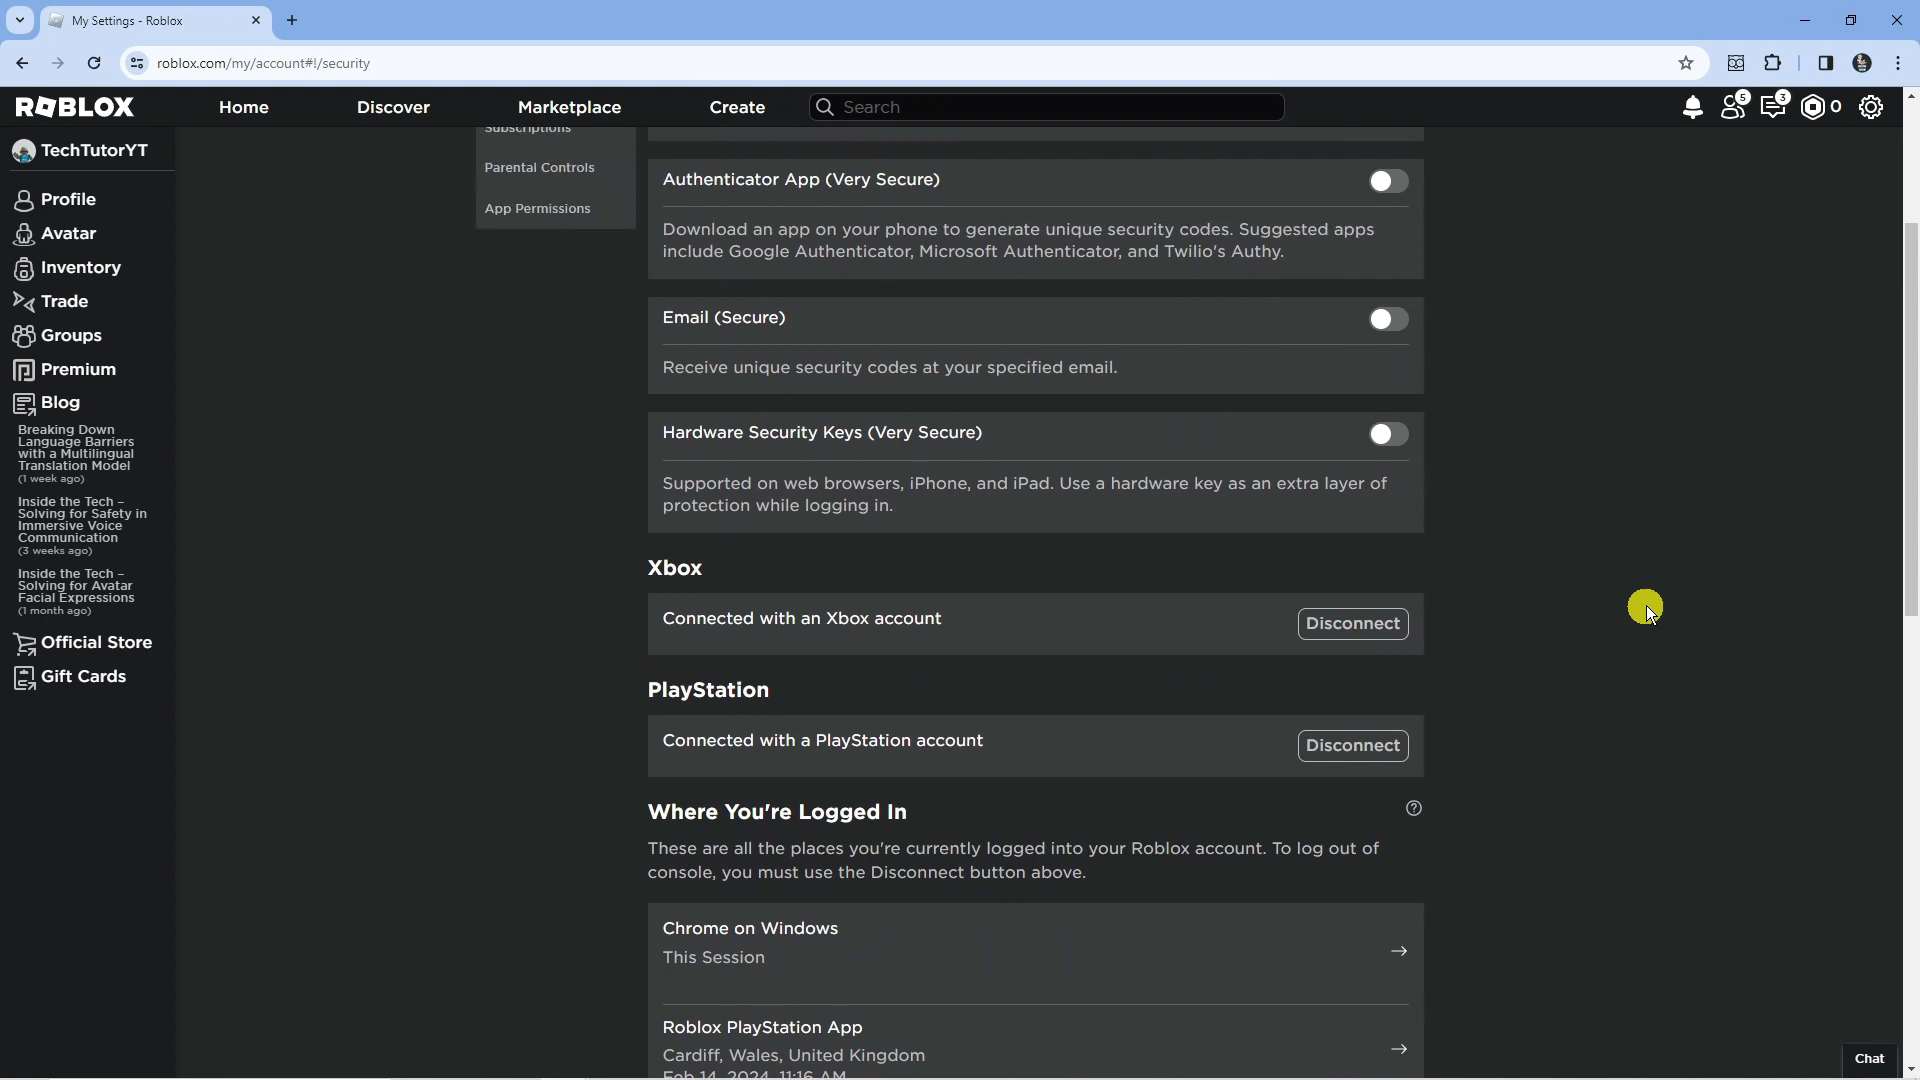 My Settings - Roblox
roblox.com/my/account#!/security
ROBLOX
Home
Discover
Marketplace
Create
Search
5
3
0
TechTutorYT
Profile
Avatar
Inventory
Trade
Groups
Premium
Blog
Breaking Down
Language Barriers
with a Multilingual
Translation Model
(1 week ago)
Inside the Tech –
Solving for Safety in
Immersive Voice
Communication
(3 weeks ago)
Inside the Tech –
Solving for Avatar
Facial Expressions
(1 month ago)
Official Store
Gift Cards
Subscriptions
Parental Controls
App Permissions
Authenticator App (Very Secure)
Download an app on your phone to generate unique security codes. Suggested apps
include Google Authenticator, Microsoft Authenticator, and Twilio's Authy.
Email (Secure)
Receive unique security codes at your specified email.
Hardware Security Keys (Very Secure)
Supported on web browsers, iPhone, and iPad. Use a hardware key as an extra layer of
protection while logging in.
Xbox
Connected with an Xbox account
Disconnect
PlayStation
Connected with a PlayStation account
Disconnect
Where You're Logged In
These are all the places you're currently logged into your Roblox account. To log out of
console, you must use the Disconnect button above.
Chrome on Windows
This Session
Roblox PlayStation App
Cardiff, Wales, United Kingdom
Feb 14, 2024, 11:16 AM
Chat